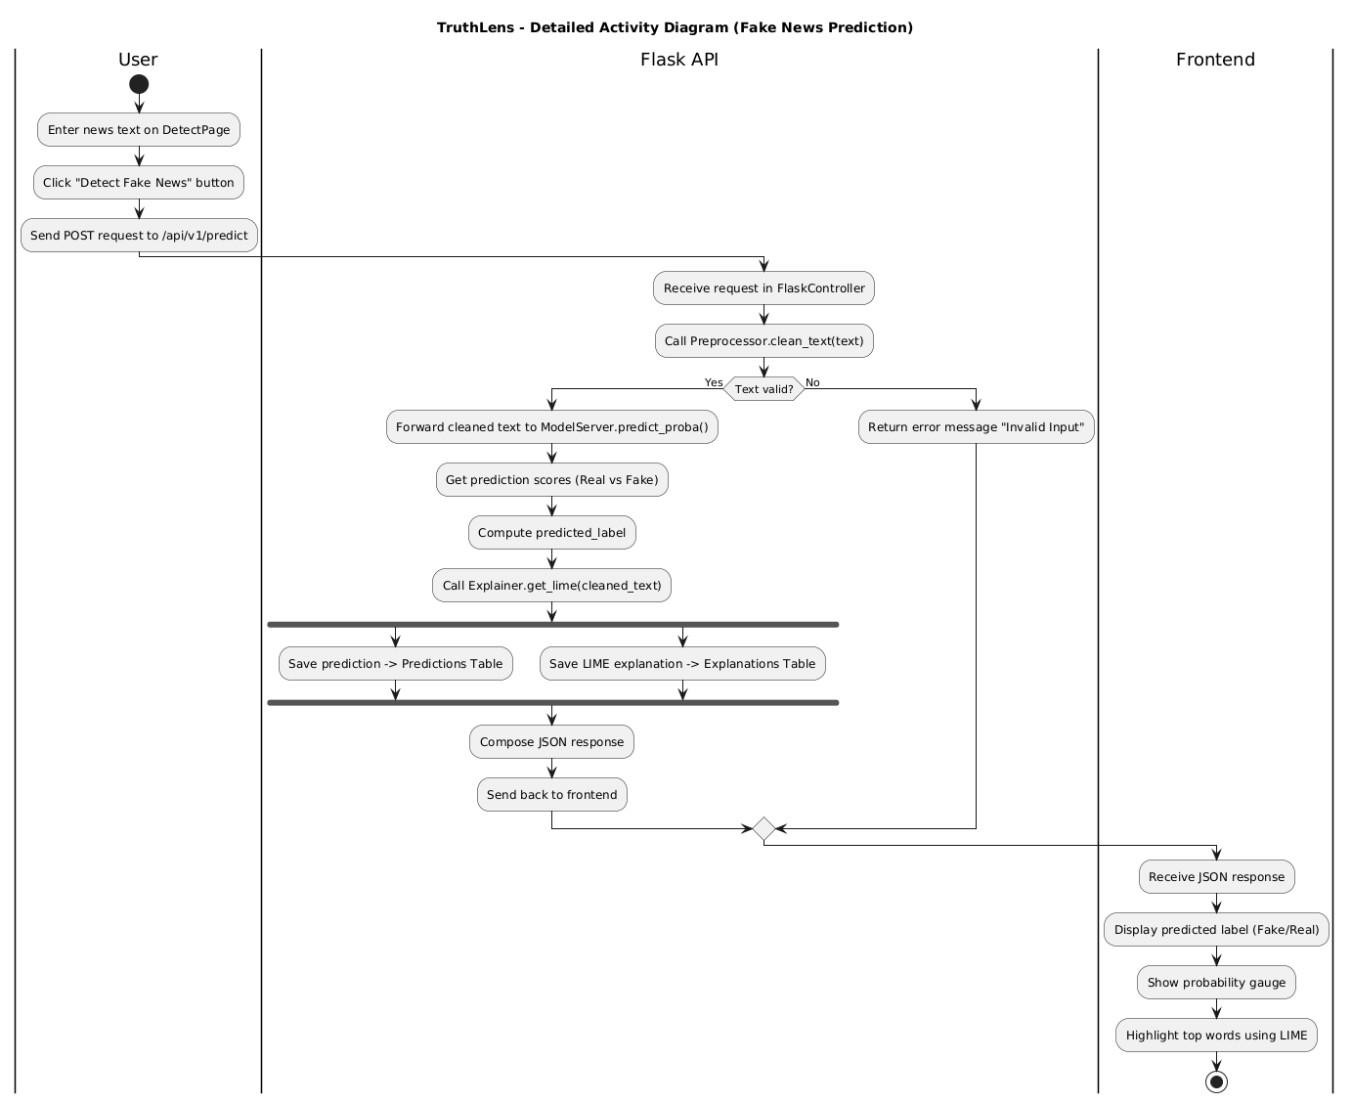 TruthLens - Detailed Activity Diagram (Fake News Prediction)
User
Flask API
Frontend
Enter news text on DetectPage
Click "Detect Fake News" button
Send POST request to /api/v1/predict
Receive request in FlaskController
Call Preprocessor.clean_text(text)
Text valid?
Yes
No
Forward cleaned text to ModelServer.predict_proba()
Return error message "Invalid Input"
Get prediction scores (Real vs Fake)
Compute predicted_label
Call Explainer.get_lime(cleaned_text)
Save prediction -> Predictions Table
Save LIME explanation -> Explanations Table
Compose JSON response
Send back to frontend
Receive JSON response
Display predicted label (Fake/Real)
Show probability gauge
Highlight top words using LIME